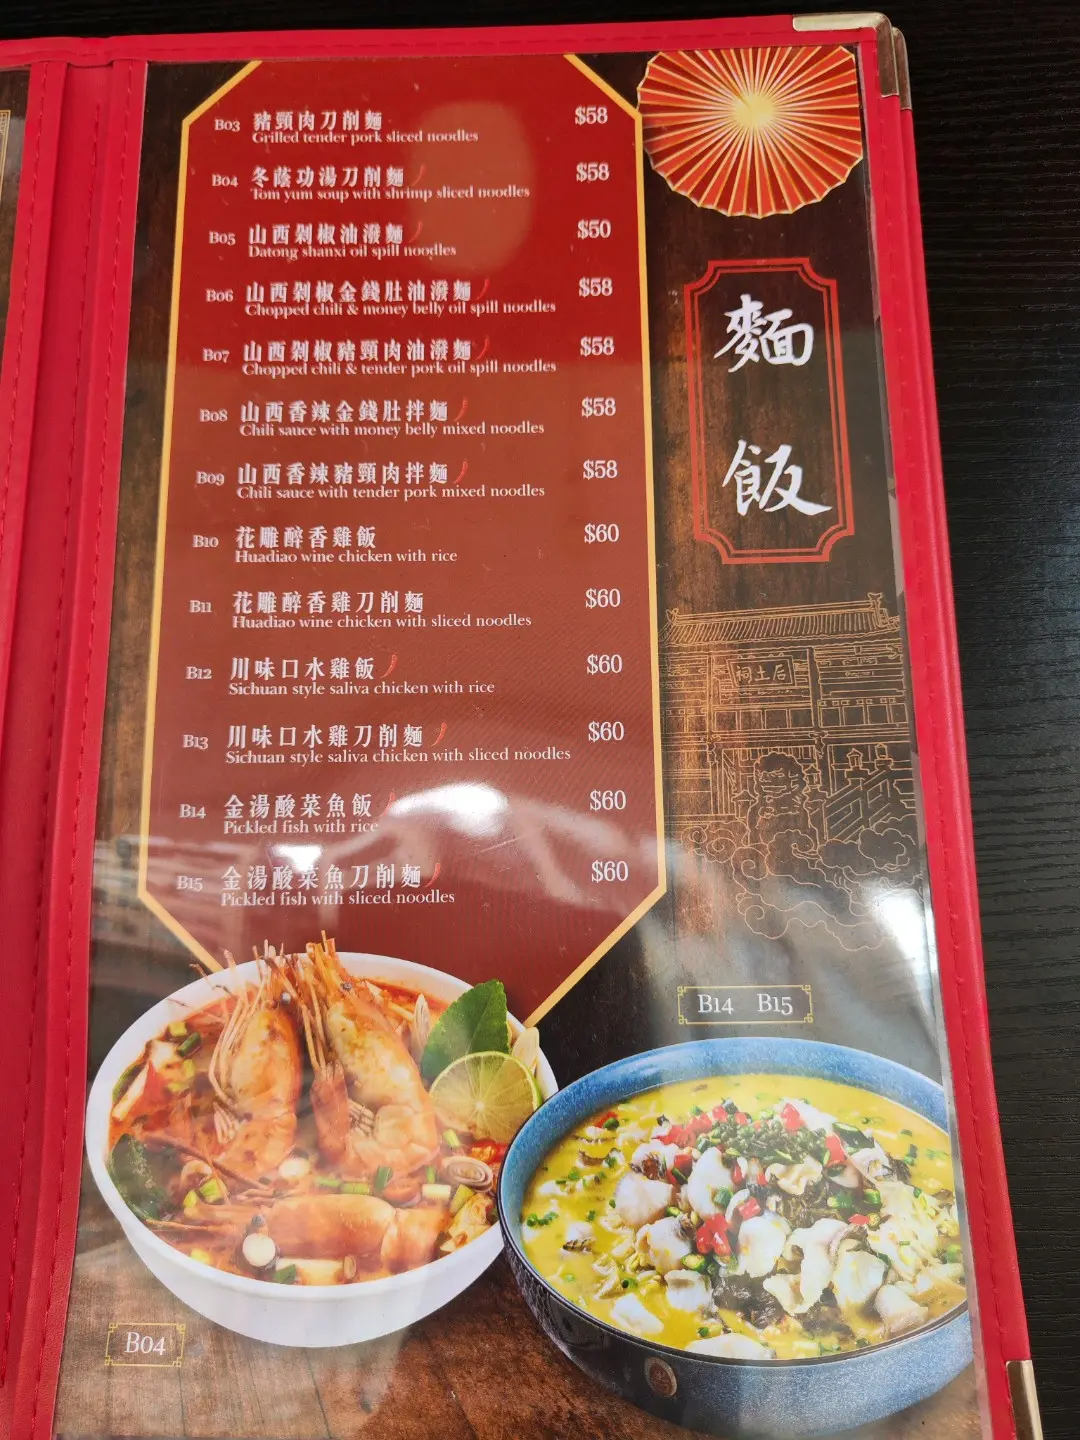 B03 豬頸肉刀削麵 $58
Grilled tender pork sliced noodles
B04 冬蔭功湯刀削麵 $58
Tom yum soup with shrimp sliced noodles
B05 山西剁椒油潑麵 $50
Datong shanxi oil spill noodles
B06 山西剁椒金錢肚油潑麵 $58
Chopped chili & money belly oil spill noodles
B07 山西剁椒豬頸肉油潑麵 $58
Chopped chili & tender pork oil spill noodles
B08 山西香辣金錢肚拌麵 $58
Chili sauce with money belly mixed noodles
B09 山西香辣豬頸肉拌麵 $58
Chili sauce with tender pork mixed noodles
B10 花雕醉香雞飯 $60
Huadiao wine chicken with rice
B11 花雕醉香雞刀削麵 $60
Huadiao wine chicken with sliced noodles
B12 川味口水雞飯 $60
Sichuan style saliva chicken with rice
B13 川味口水雞刀削麵 $60
Sichuan style saliva chicken with sliced noodles
B14 金湯酸菜魚飯 $60
Pickled fish with rice
B15 金湯酸菜魚刀削麵 $60
Pickled fish with sliced noodles
麵飯
祠土后
B14 B15
B04